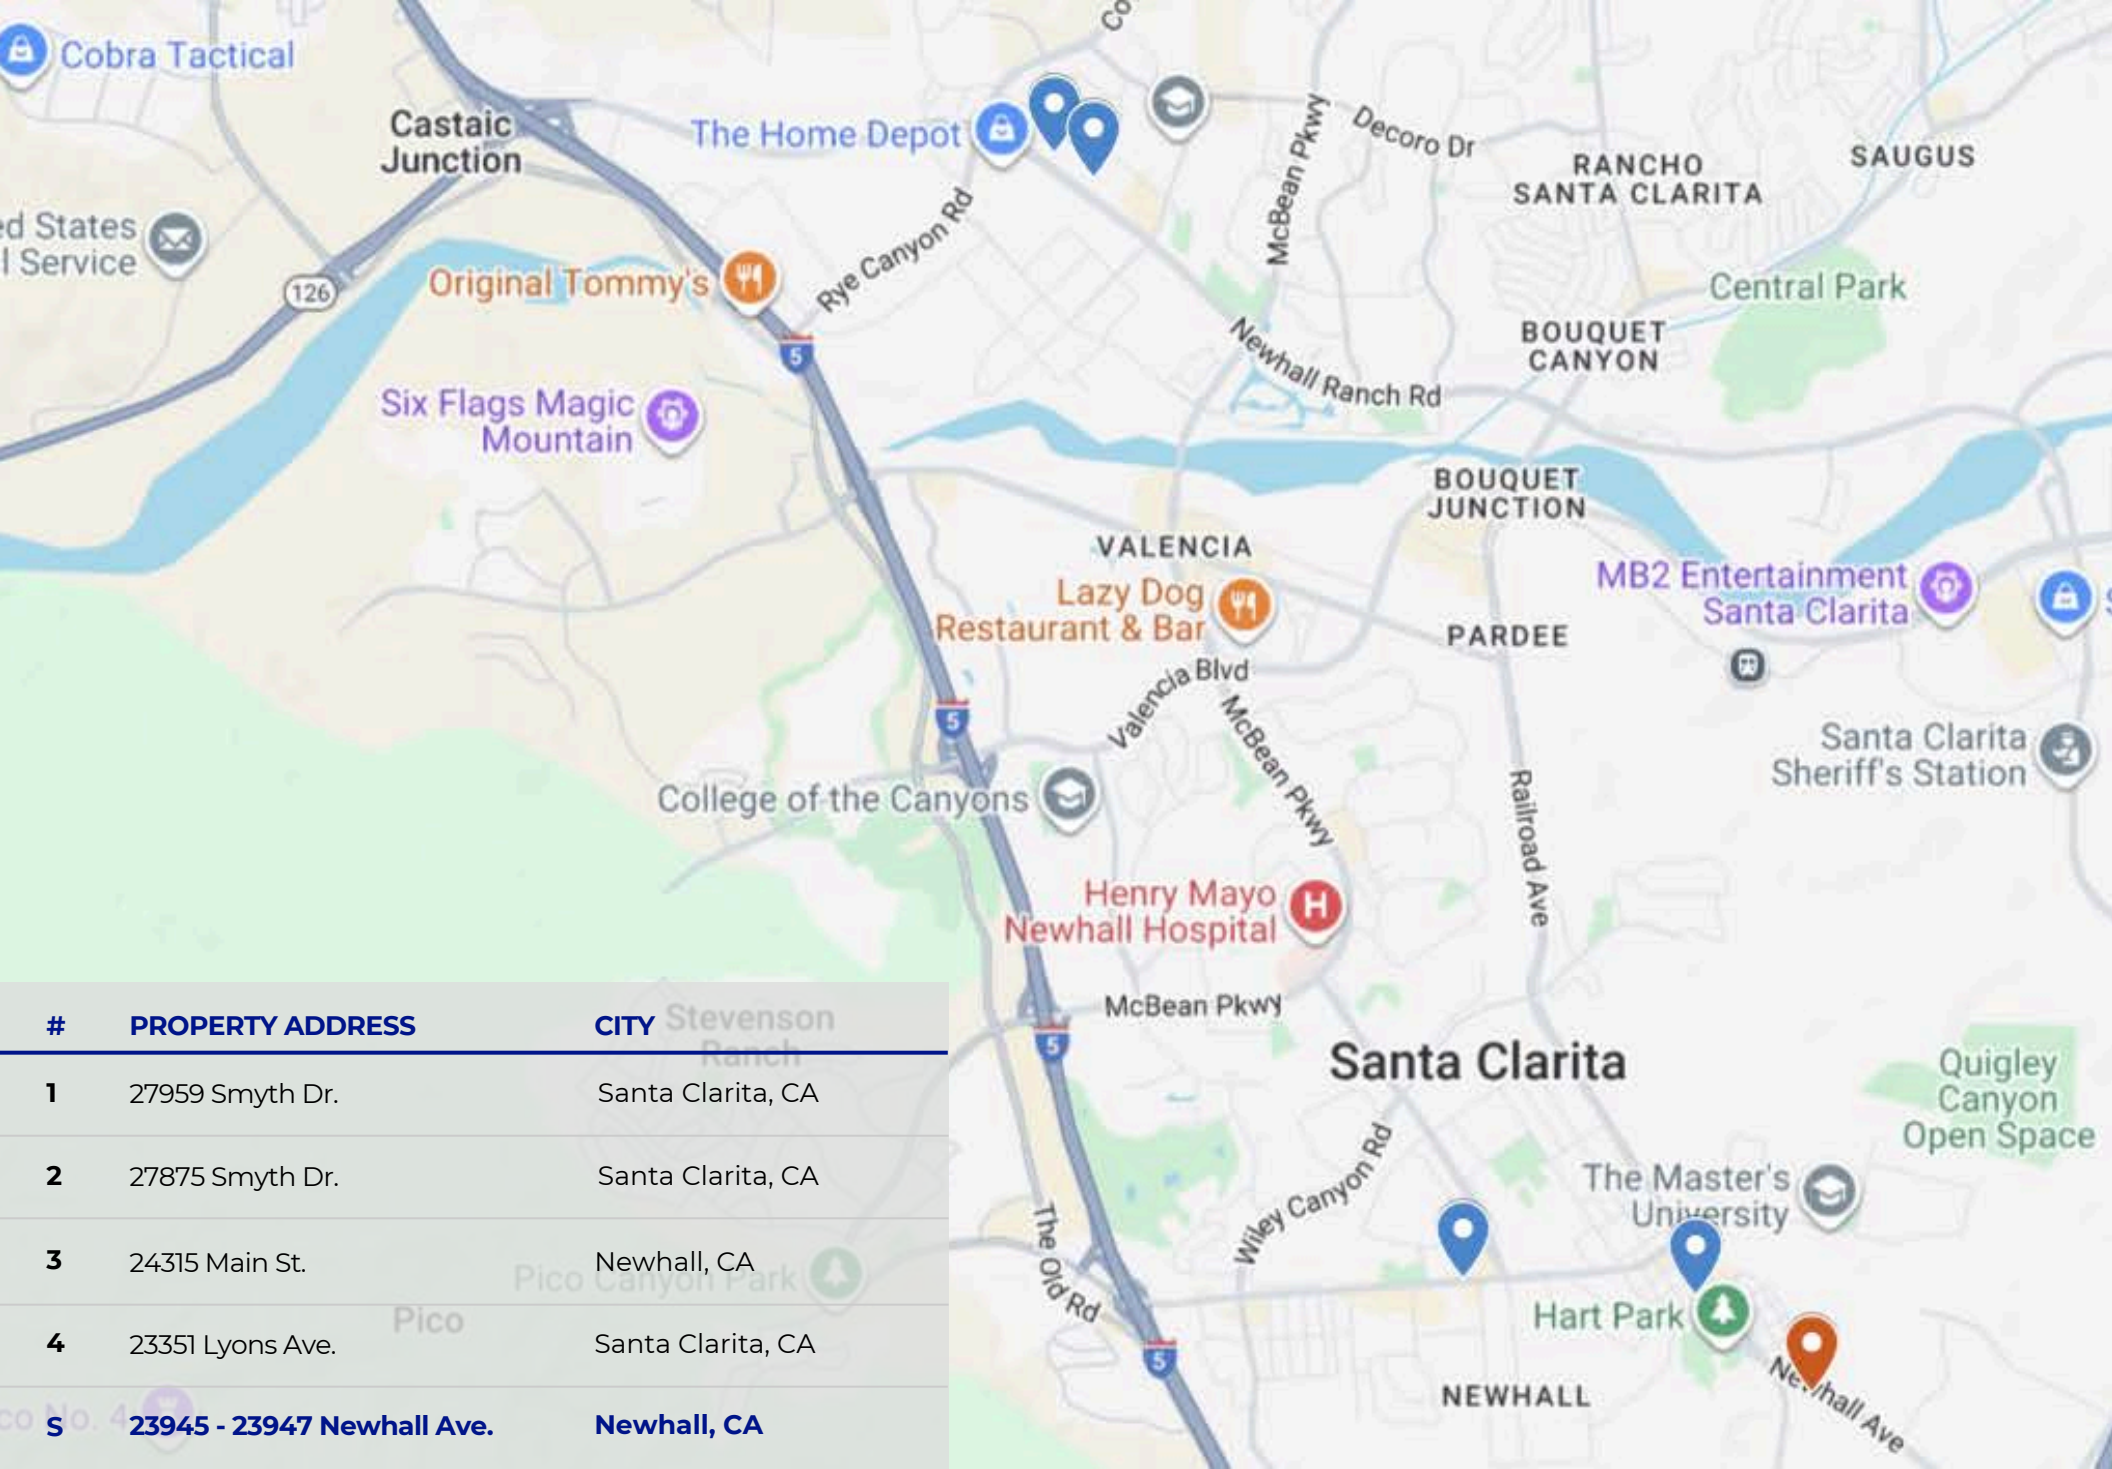 Co
Cobra Tactical
Castaic
Junction
The Home Depot
McBean Pkwy
Decoro Dr
RANCHO
SANTA CLARITA
SAUGUS
ed States
l Service
126
Original Tommy's
Rye Canyon Rd
Central Park
5
Newhall Ranch Rd
BOUQUET
CANYON
Six Flags Magic
Mountain
BOUQUET
JUNCTION
VALENCIA
Lazy Dog
Restaurant & Bar
MB2 Entertainment
Santa Clarita
S
PARDEE
Valencia Blvd
5
McBean Pkwy
Santa Clarita
Sheriff's Station
College of the Canyons
Railroad Ave
Henry Mayo
Newhall Hospital
H
McBean Pkwy
5
Santa Clarita
Quigley
Canyon
Open Space
Wiley Canyon Rd
The Master's
University
The Old Rd
Hart Park
5
NEWHALL
Newhall Ave
Stevenson
Ranch
Pico Canyon Park
Pico
co No. 4
# PROPERTY ADDRESS CITY
1 27959 Smyth Dr. Santa Clarita, CA
2 27875 Smyth Dr. Santa Clarita, CA
3 24315 Main St. Newhall, CA
4 23351 Lyons Ave. Santa Clarita, CA
S 23945 - 23947 Newhall Ave. Newhall, CA